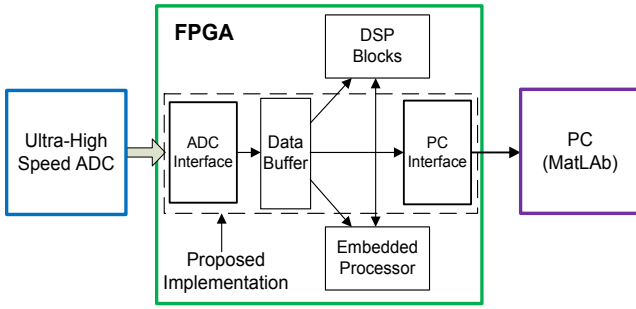 FPGA
DSP
Blocks
Ultra-High
Speed ADC
ADC
Interface
Data
Buffer
PC
Interface
PC
(MatLAb)
Proposed
Implementation
Embedded
Processor